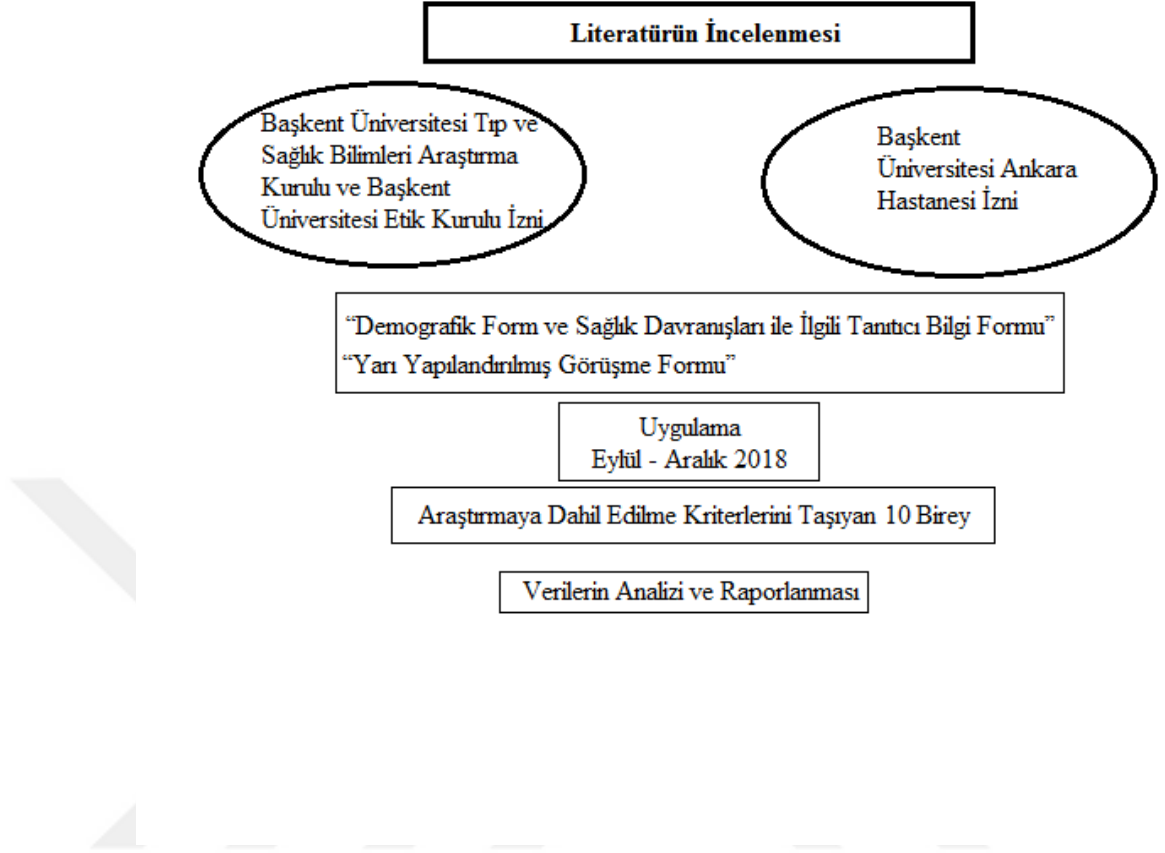 Literatürün İncelenmesi
Başkent Üniversitesi Tıp ve
Sağlık Bilimleri Araştırma
Kurulu ve Başkent
Üniversitesi Etik Kurulu İzni
Başkent
Üniversitesi Ankara
Hastanesi İzni
“Demografik Form ve Sağlık Davranışları ile İlgili Tanıtıcı Bilgi Formu”
“Yarı Yapılandırılmış Görüşme Formu”
Uygulama
Eylül - Aralık 2018
Araştırmaya Dahil Edilme Kriterlerini Taşıyan 10 Birey
Verilerin Analizi ve Raporlanması